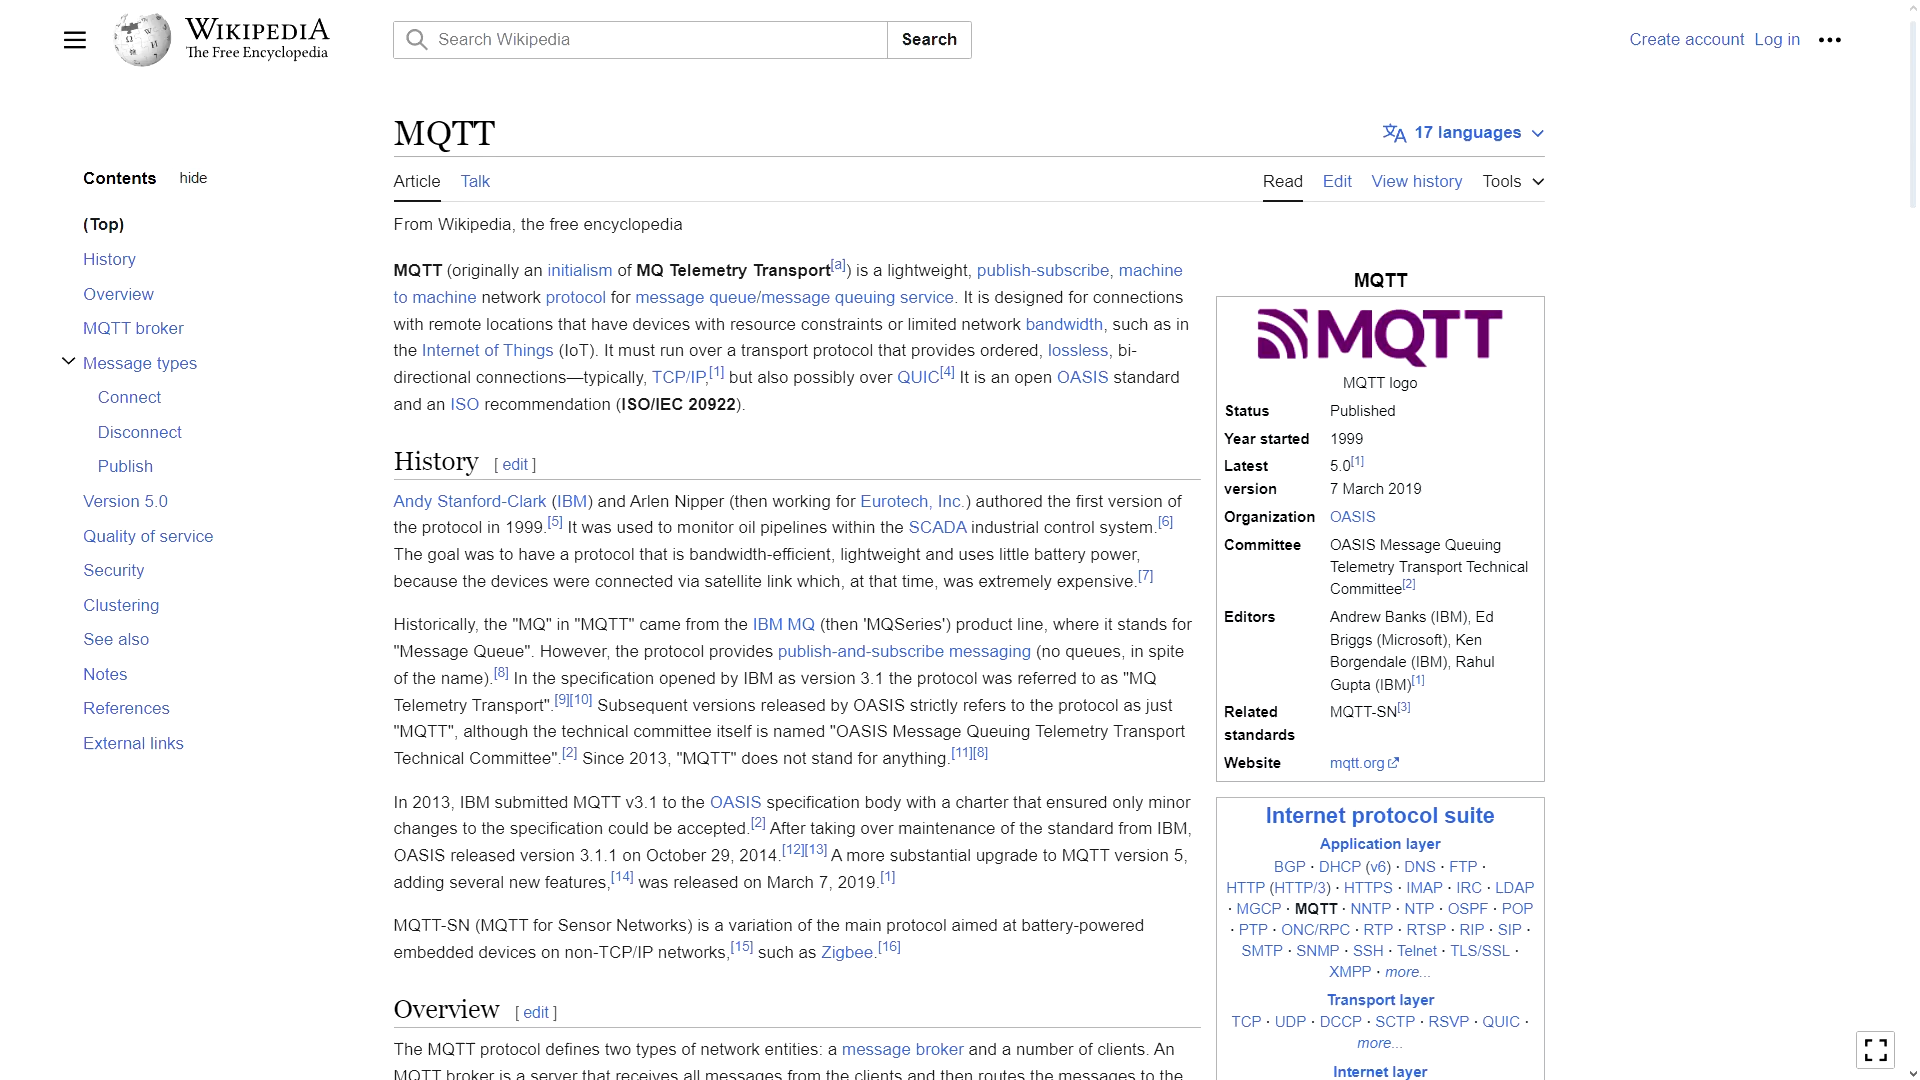 WIKIPEDIA
The Free Encyclopedia
Search Wikipedia
Search
Create account Log in
Contents hide
(Top)
History
Overview
MQTT broker
Message types
Connect
Disconnect
Publish
Version 5.0
Quality of service
Security
Clustering
See also
Notes
References
External links
MQTT
17 languages
Article Talk
Read Edit View history Tools
From Wikipedia, the free encyclopedia
MQTT (originally an initialism of MQ Telemetry Transport[a]) is a lightweight, publish-subscribe, machine
to machine network protocol for message queue/message queuing service. It is designed for connections
with remote locations that have devices with resource constraints or limited network bandwidth, such as in
the Internet of Things (IoT). It must run over a transport protocol that provides ordered, lossless, bi-
directional connections—typically, TCP/IP,[1] but also possibly over QUIC[4] It is an open OASIS standard
and an ISO recommendation (ISO/IEC 20922).
History [ edit ]
Andy Stanford-Clark (IBM) and Arlen Nipper (then working for Eurotech, Inc.) authored the first version of
the protocol in 1999.[5] It was used to monitor oil pipelines within the SCADA industrial control system.[6]
The goal was to have a protocol that is bandwidth-efficient, lightweight and uses little battery power,
because the devices were connected via satellite link which, at that time, was extremely expensive.[7]
Historically, the "MQ" in "MQTT" came from the IBM MQ (then 'MQSeries') product line, where it stands for
"Message Queue". However, the protocol provides publish-and-subscribe messaging (no queues, in spite
of the name).[8] In the specification opened by IBM as version 3.1 the protocol was referred to as "MQ
Telemetry Transport".[9][10] Subsequent versions released by OASIS strictly refers to the protocol as just
"MQTT", although the technical committee itself is named "OASIS Message Queuing Telemetry Transport
Technical Committee".[2] Since 2013, "MQTT" does not stand for anything.[11][8]
In 2013, IBM submitted MQTT v3.1 to the OASIS specification body with a charter that ensured only minor
changes to the specification could be accepted.[2] After taking over maintenance of the standard from IBM,
OASIS released version 3.1.1 on October 29, 2014.[12][13] A more substantial upgrade to MQTT version 5,
adding several new features,[14] was released on March 7, 2019.[1]
MQTT-SN (MQTT for Sensor Networks) is a variation of the main protocol aimed at battery-powered
embedded devices on non-TCP/IP networks,[15] such as Zigbee.[16]
Overview [ edit ]
The MQTT protocol defines two types of network entities: a message broker and a number of clients. An
MQTT broker is a server that receives all messages from the clients and then routes the messages to the
MQTT
MQTT
MQTT logo
Status Published
Year started 1999
Latest 5.0[1]
version 7 March 2019
Organization OASIS
Committee OASIS Message Queuing
Telemetry Transport Technical
Committee[2]
Editors Andrew Banks (IBM), Ed
Briggs (Microsoft), Ken
Borgendale (IBM), Rahul
Gupta (IBM)[1]
Related MQTT-SN[3]
standards
Website mqtt.org
Internet protocol suite
Application layer
BGP · DHCP (v6) · DNS · FTP ·
HTTP (HTTP/3) · HTTPS · IMAP · IRC · LDAP
· MGCP · MQTT · NNTP · NTP · OSPF · POP
· PTP · ONC/RPC · RTP · RTSP · RIP · SIP ·
SMTP · SNMP · SSH · Telnet · TLS/SSL ·
XMPP · more...
Transport layer
TCP · UDP · DCCP · SCTP · RSVP · QUIC ·
more...
Internet layer